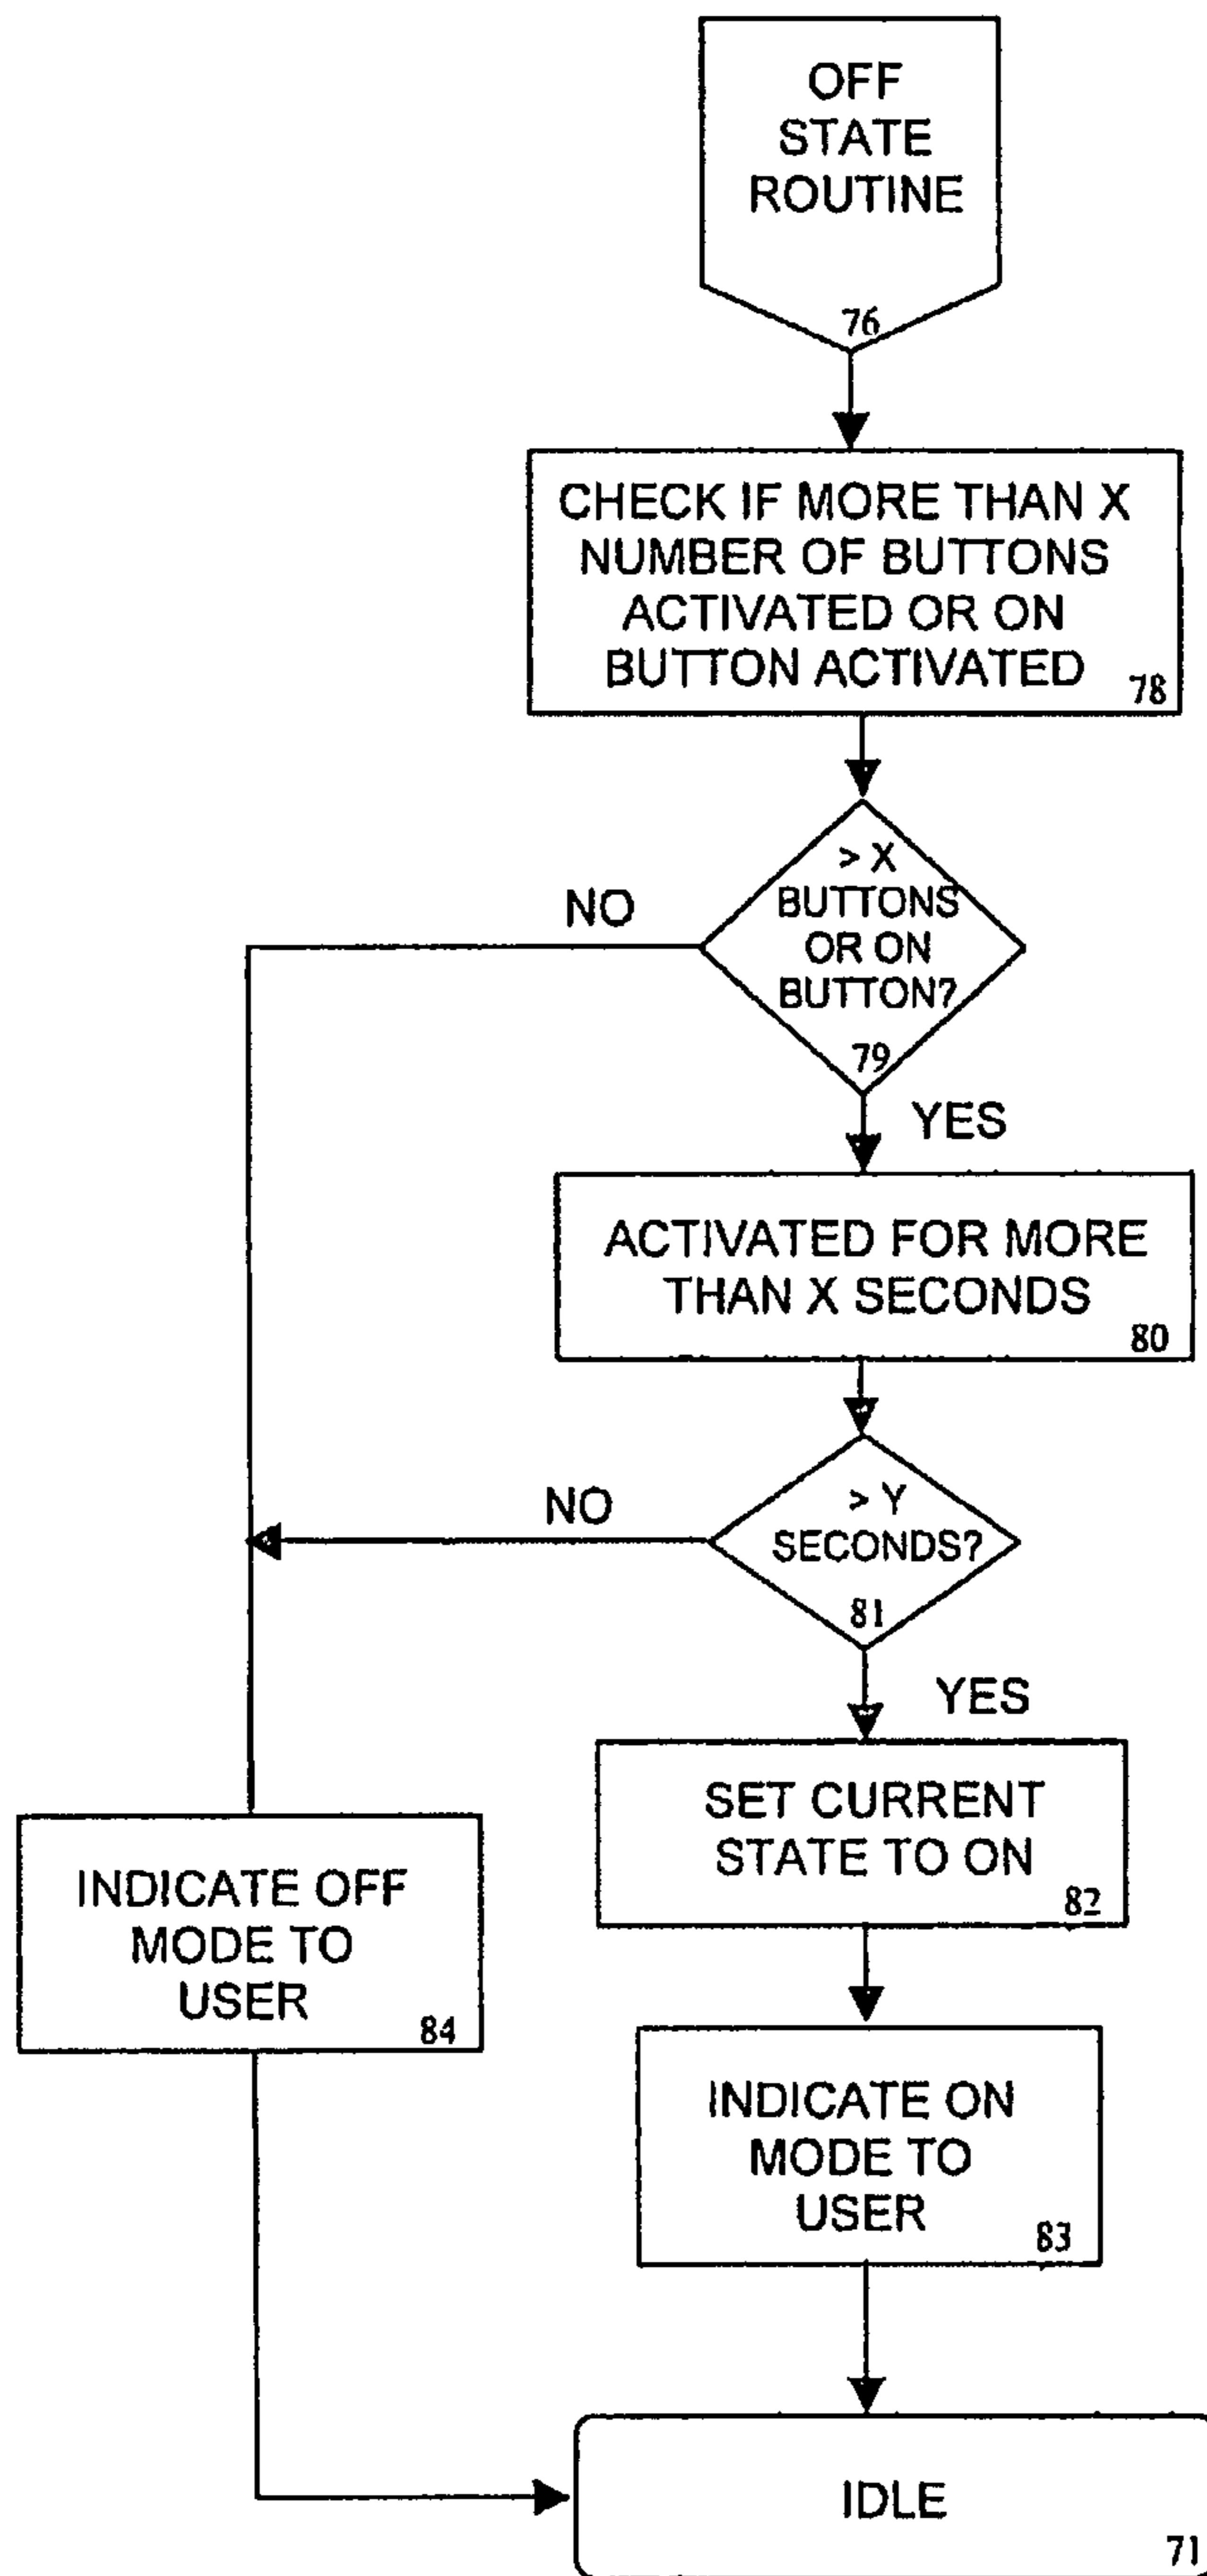 OFF
STATE
ROUTINE
76
CHECK IF MORE THAN X
NUMBER OF BUTTONS
ACTIVATED OR ON
BUTTON ACTIVATED
78
> X
BUTTONS
OR ON
BUTTON?
79
NO
YES
ACTIVATED FOR MORE
THAN X SECONDS
80
> Y
SECONDS?
81
NO
YES
SET CURRENT
STATE TO ON
82
INDICATE OFF
MODE TO
USER
84
INDICATE ON
MODE TO
USER
83
IDLE
71